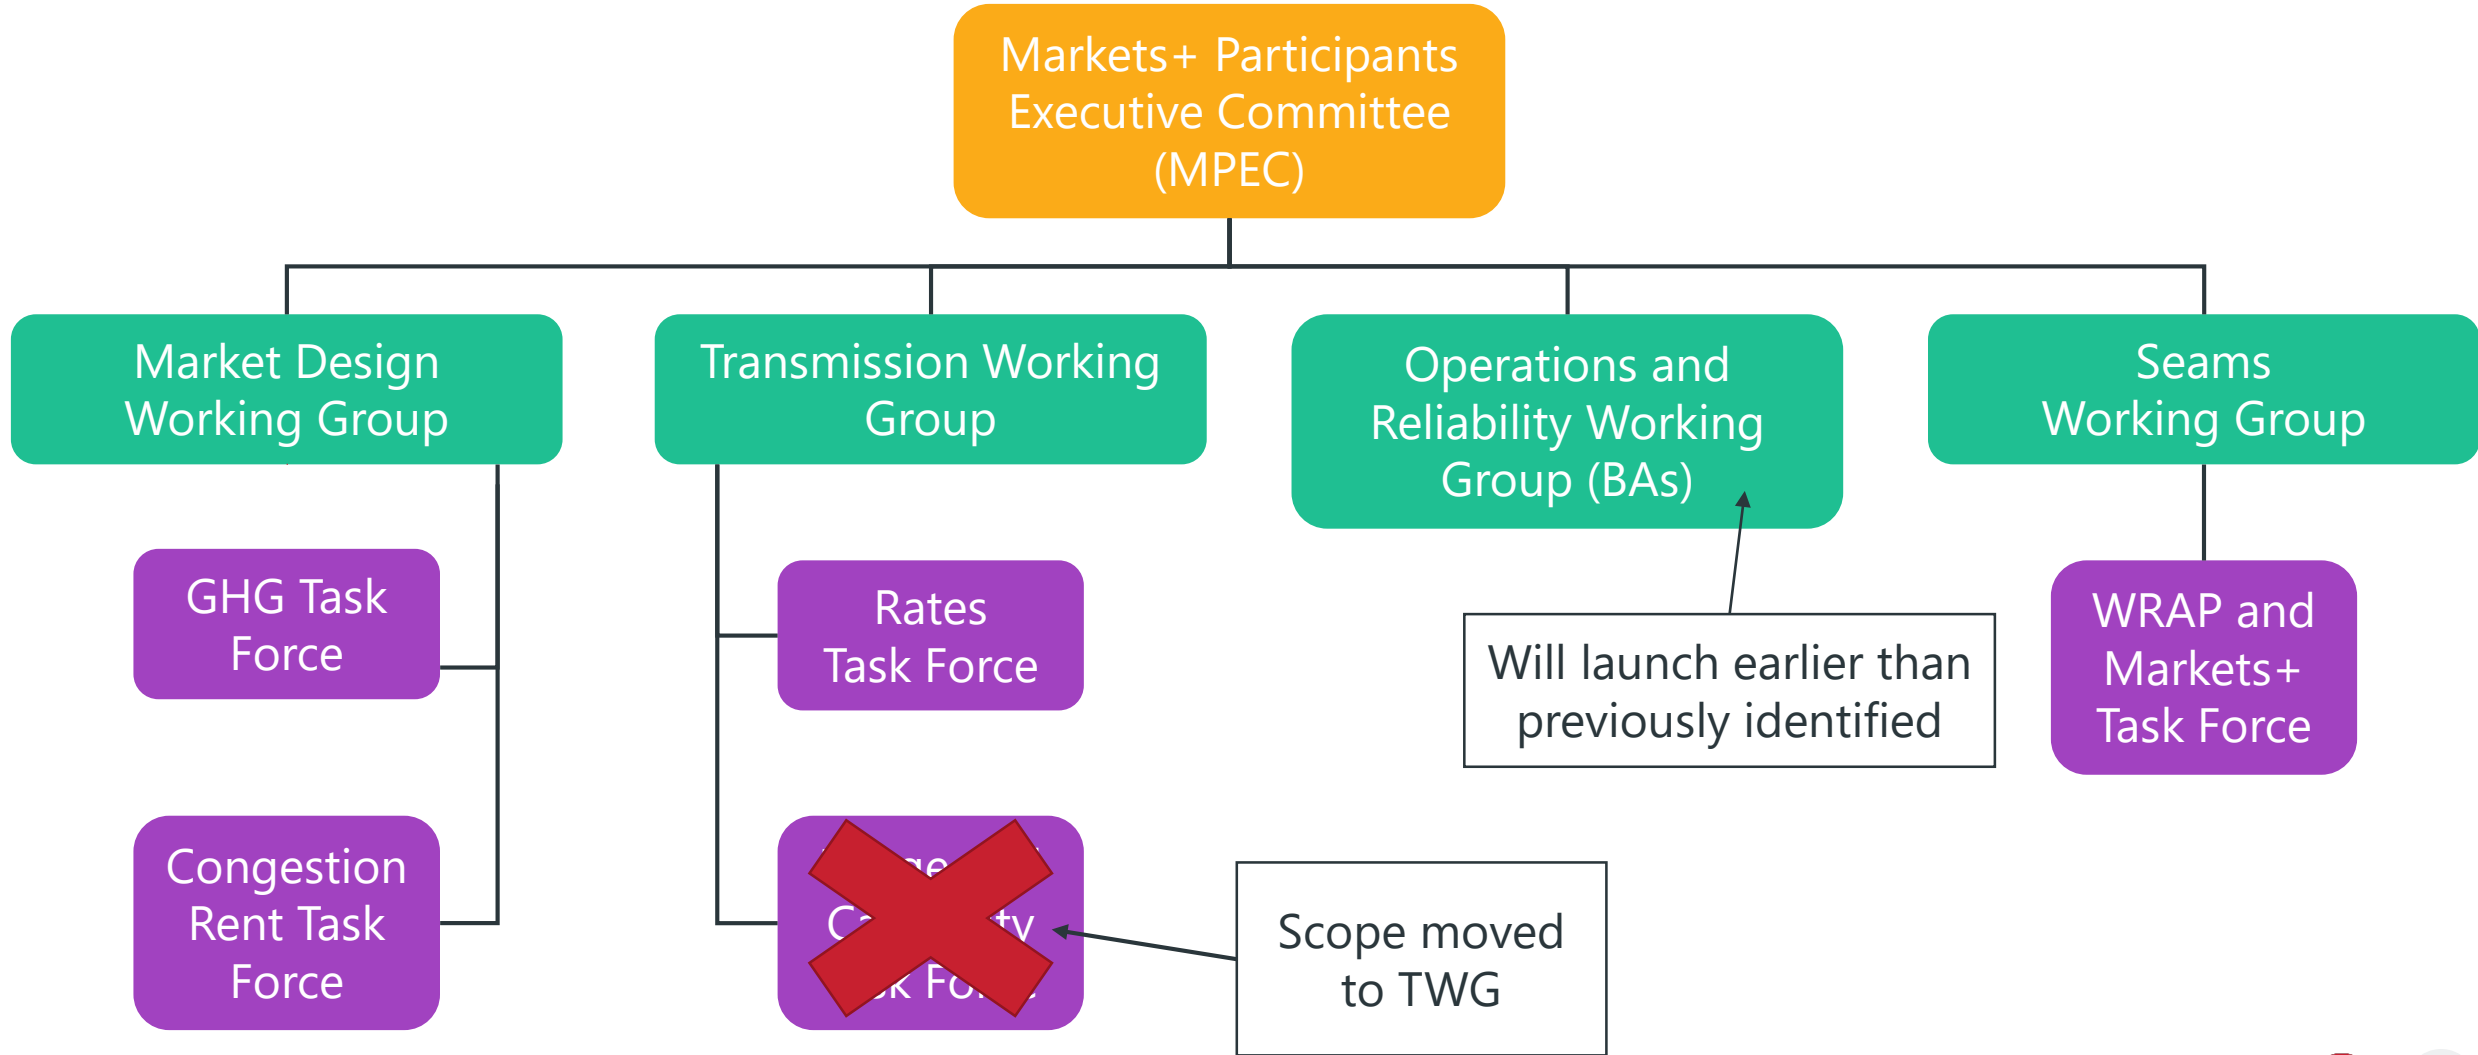 Markets+ Participants
Executive Committee
(MPEC)
Market Design
Working Group
Transmission Working
Group
Operations and
Reliability Working
Group (BAs)
Seams
Working Group
GHG Task
Force
Rates
Task Force
Will launch earlier than
previously identified
WRAP and
Markets+
Task Force
Congestion
Rent Task
Force
Scope moved
to TWG